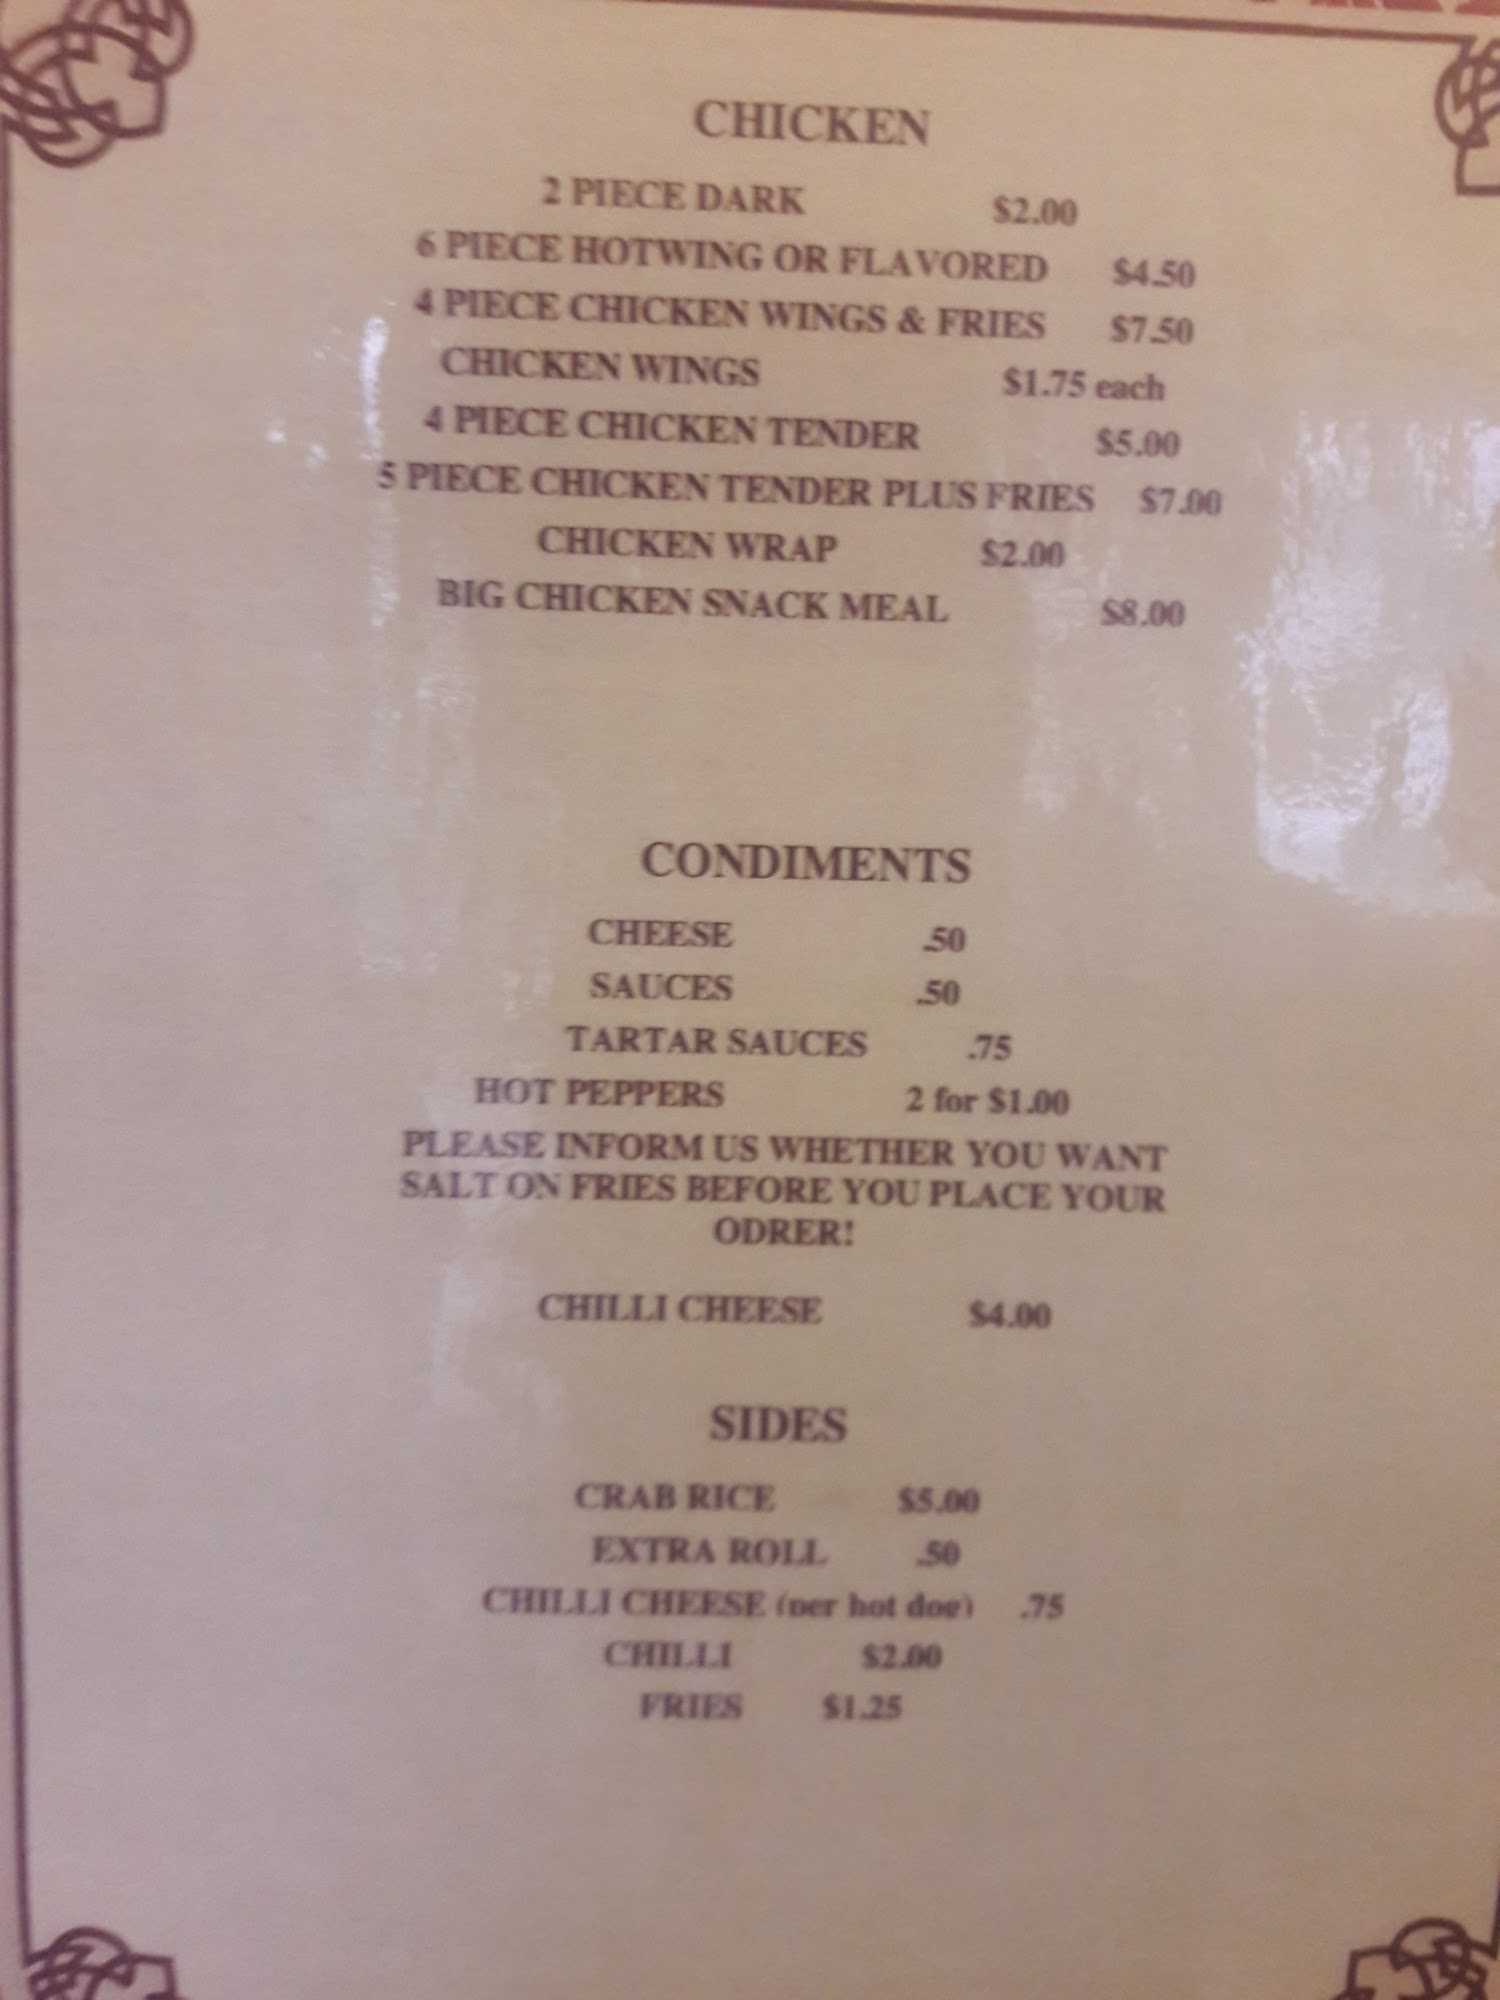 CHICKEN
2 PIECE DARK $2.00
6 PIECE HOTWING OR FLAVORED $4.50
4 PIECE CHICKEN WINGS & FRIES $7.50
CHICKEN WINGS $1.75 each
4 PIECE CHICKEN TENDER $5.00
5 PIECE CHICKEN TENDER PLUS FRIES $7.00
CHICKEN WRAP $2.00
BIG CHICKEN SNACK MEAL $8.00
CONDIMENTS
CHEESE .50
SAUCES .50
TARTAR SAUCES .75
HOT PEPPERS 2 for $1.00
PLEASE INFORM US WHETHER YOU WANT
SALT ON FRIES BEFORE YOU PLACE YOUR
ODRER!
CHILLI CHEESE $4.00
SIDES
CRAB RICE $5.00
EXTRA ROLL .50
CHILLI CHEESE (per hot dog) .75
CHILLI $2.00
FRIES $1.25